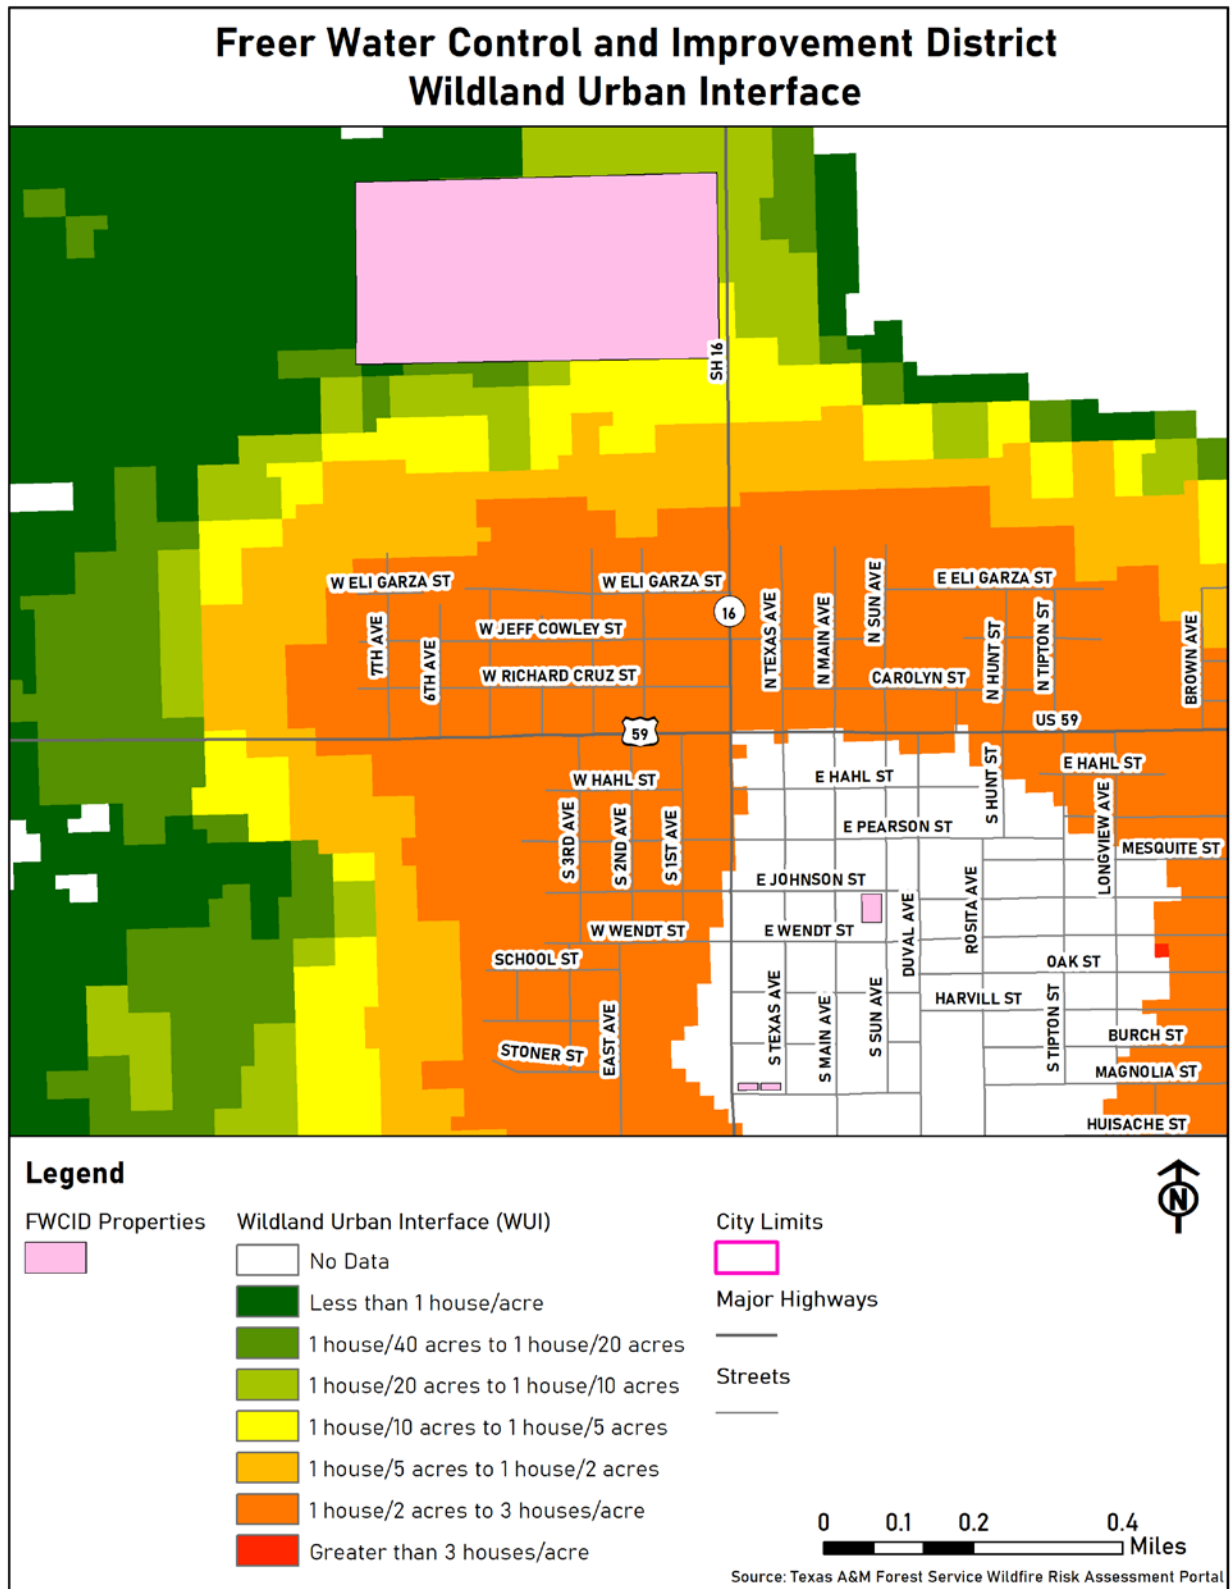 Freer Water Control and Improvement District
Wildland Urban Interface
SH 16
W ELI GARZA ST
W ELI GARZA ST
E ELI GARZA ST
16
7TH AVE
6TH AVE
W JEFF COWLEY ST
W RICHARD CRUZ ST
N TEXAS AVE
N MAIN AVE
N SUN AVE
CAROLYN ST
N HUNT ST
N TIPTON ST
BROWN AVE
US 59
59
W HAHL ST
E HAHL ST
S HUNT ST
E HAHL ST
S 3RD AVE
S 2ND AVE
S 1ST AVE
E PEARSON ST
LONGVIEW AVE
MESQUITE ST
E JOHNSON ST
W WENDT ST
E WENDT ST
DUVAL AVE
ROSITA AVE
SCHOOL ST
OAK ST
S TEXAS AVE
S MAIN AVE
S SUN AVE
HARVILL ST
S TIPTON ST
STONER ST
EAST AVE
BURCH ST
MAGNOLIA ST
HUISACHE ST
Legend
FWCID Properties
Wildland Urban Interface (WUI)
No Data
Less than 1 house/acre
1 house/40 acres to 1 house/20 acres
1 house/20 acres to 1 house/10 acres
1 house/10 acres to 1 house/5 acres
1 house/5 acres to 1 house/2 acres
1 house/2 acres to 3 houses/acre
Greater than 3 houses/acre
City Limits
Major Highways
Streets
N
0 0.1 0.2 0.4
Miles
Source: Texas A&M Forest Service Wildfire Risk Assessment Portal